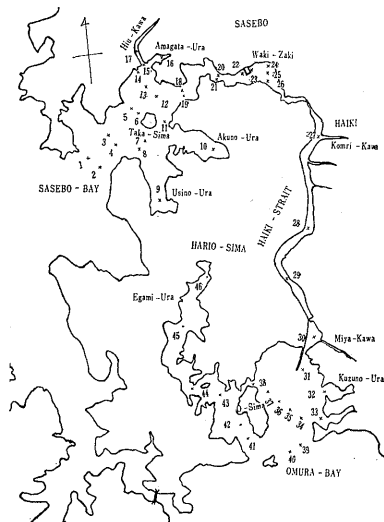 SASEBO
Hiu-Kawa
Amagata-Ura
Waki-Zaki
17
15
16
14
13
12
18
19
20
21
22
23
24
25
26
5
6
11
Taka-Sima
3
4
7
8
1
2
Akuno-Ura
10
HAIKI
27
Komri-Kawa
SASEBO-BAY
9
Usino-Ura
HAIKI-STRAIT
28
HARIO-SIMA
29
Egami-Ura
46
45
30
Miya-Kawa
31
Kuzuno-Ura
44
43
38
37
36
35
34
32
33
O-Sima
42
41
40
39
OMURA-BAY